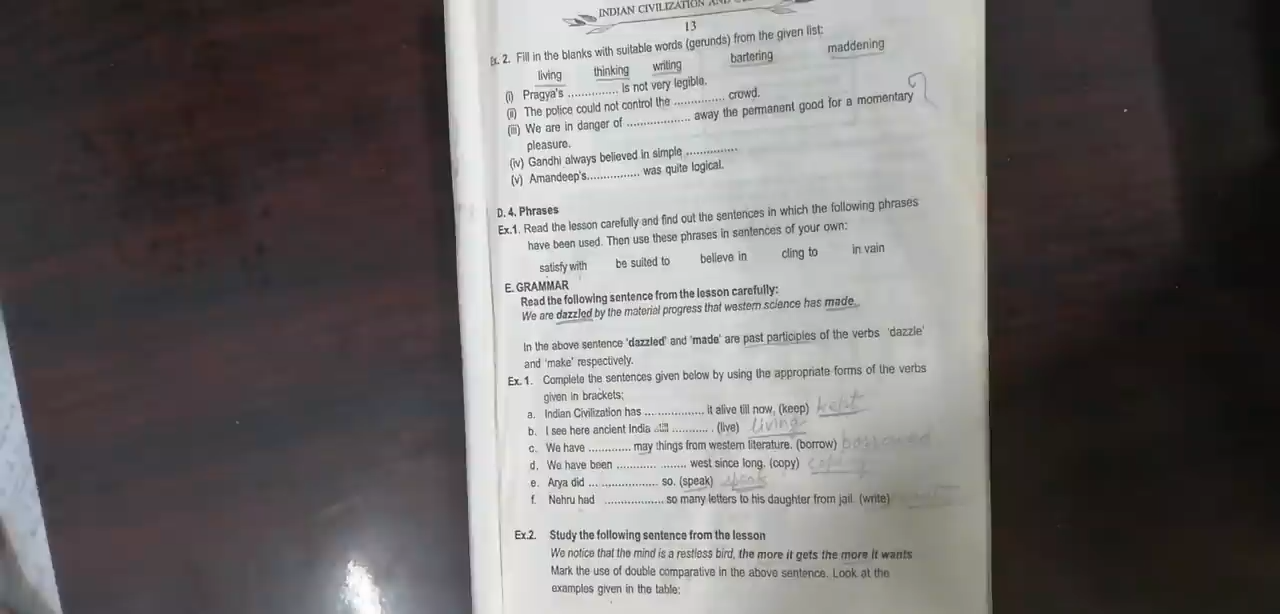 INDIAN CIVILIZATION AND
13
Ex. 2. Fill in the blanks with suitable words (gerunds) from the given list:
living thinking writing bartering maddening
(i) Pragya's ............... is not very legible.
(ii) The police could not control the ............... crowd.
(iii) We are in danger of ................... away the permanent good for a momentary
pleasure.
(iv) Gandhi always believed in simple ...............
(v) Amandeep's................ was quite logical.
D. 4. Phrases
Ex.1. Read the lesson carefully and find out the sentences in which the following phrases
have been used. Then use these phrases in sentences of your own:
satisfy with be suited to believe in cling to in vain
E. GRAMMAR
Read the following sentence from the lesson carefully:
We are dazzled by the material progress that western science has made.
In the above sentence 'dazzled' and 'made' are past participles of the verbs 'dazzle'
and 'make' respectively.
Ex. 1. Complete the sentences given below by using the appropriate forms of the verbs
given in brackets:
a. Indian Civilization has .................. it alive till now, (keep) kept
b. I see here ancient India ............ . (live) living
c. We have ............ may things from western literature. (borrow) borrowed
d. We have been ........... ........ west since long. (copy)
e. Arya did ... ................. so. (speak) speak
f. Nehru had .................. so many letters to his daughter from jail. (write)
Ex.2. Study the following sentence from the lesson
We notice that the mind is a restless bird, the more it gets the more it wants
Mark the use of double comparative in the above sentence. Look at the
examples given in the table: